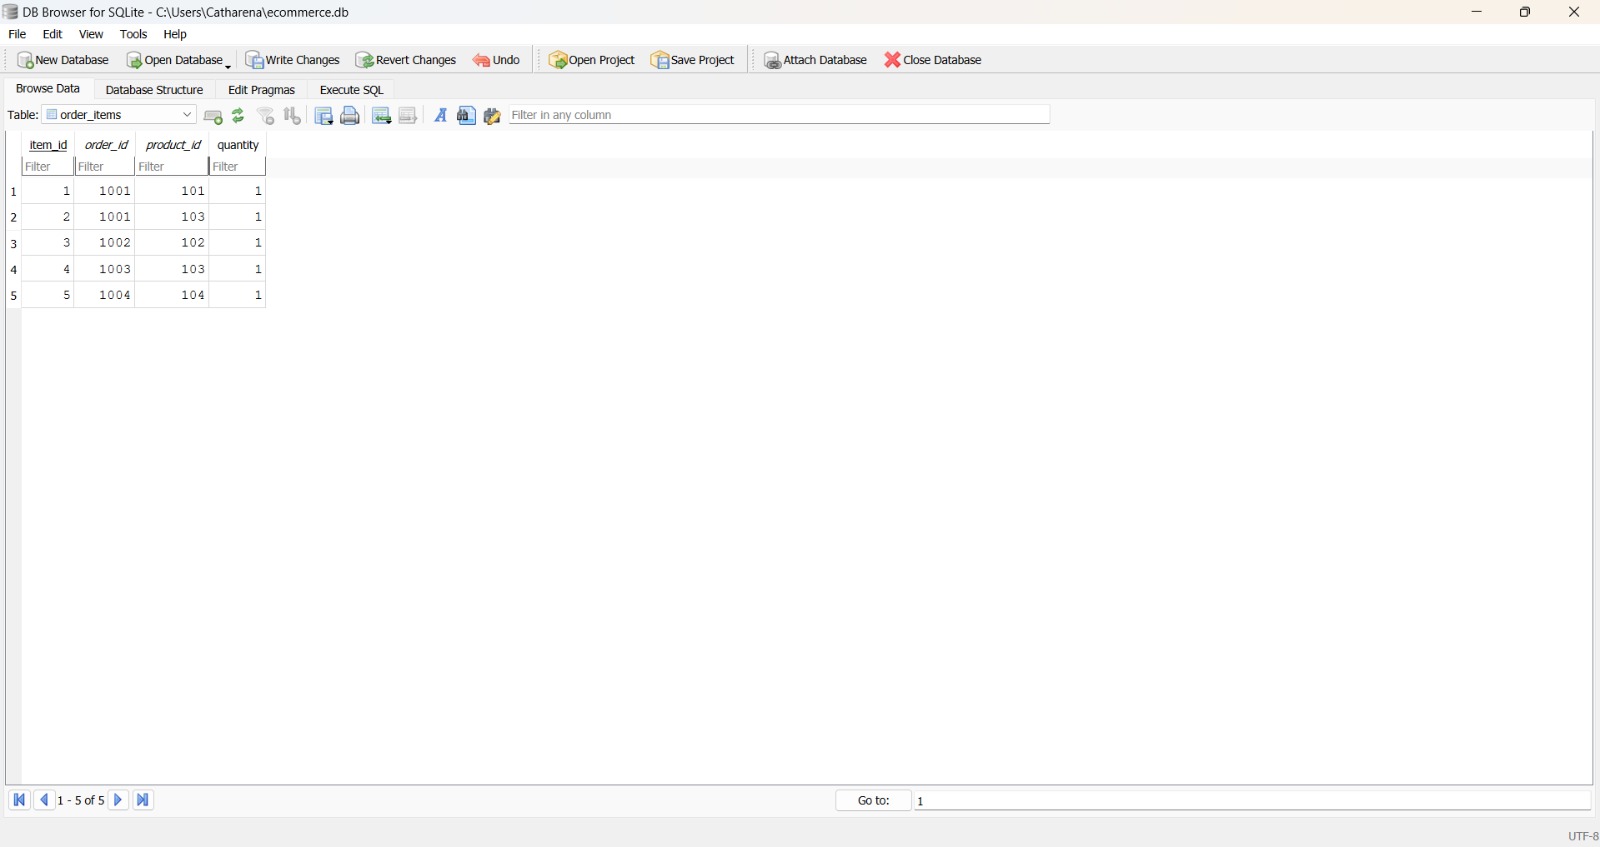 DB Browser for SQLite - C:\Users\Catharena\ecommerce.db
File Edit View Tools Help
New Database Open Database Write Changes Revert Changes Undo Open Project Save Project Attach Database Close Database
Browse Data Database Structure Edit Pragmas Execute SQL
Table: order_items Filter in any column
item_id order_id product_id quantity
Filter Filter Filter Filter
1 1 1001 101 1
2 2 1001 103 1
3 3 1002 102 1
4 4 1003 103 1
5 5 1004 104 1
1 - 5 of 5 Go to: 1
UTF-8